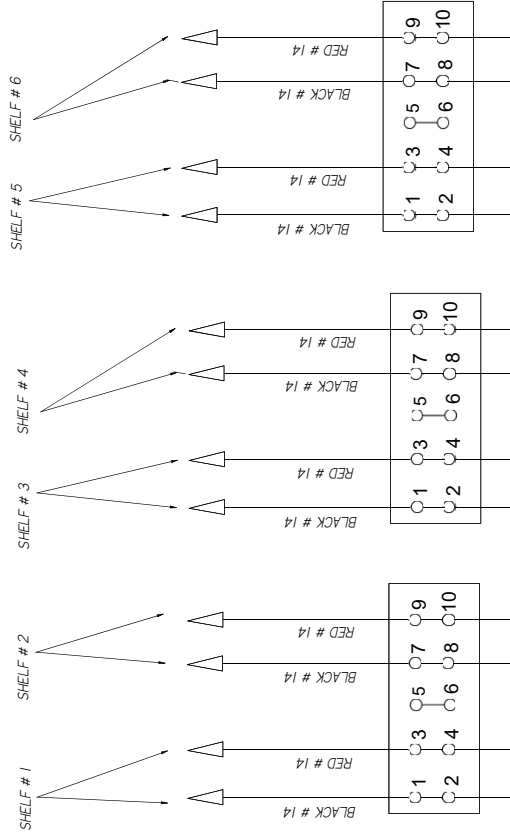 SHELF # 1
SHELF # 2
SHELF # 3
SHELF # 4
SHELF # 5
SHELF # 6
BLACK # 14
RED # 14
BLACK # 14
RED # 14
BLACK # 14
RED # 14
BLACK # 14
RED # 14
BLACK # 14
RED # 14
BLACK # 14
RED # 14
1 3 5 7 9
2 4 6 8 10
1 3 5 7 9
2 4 6 8 10
1 3 5 7 9
2 4 6 8 10